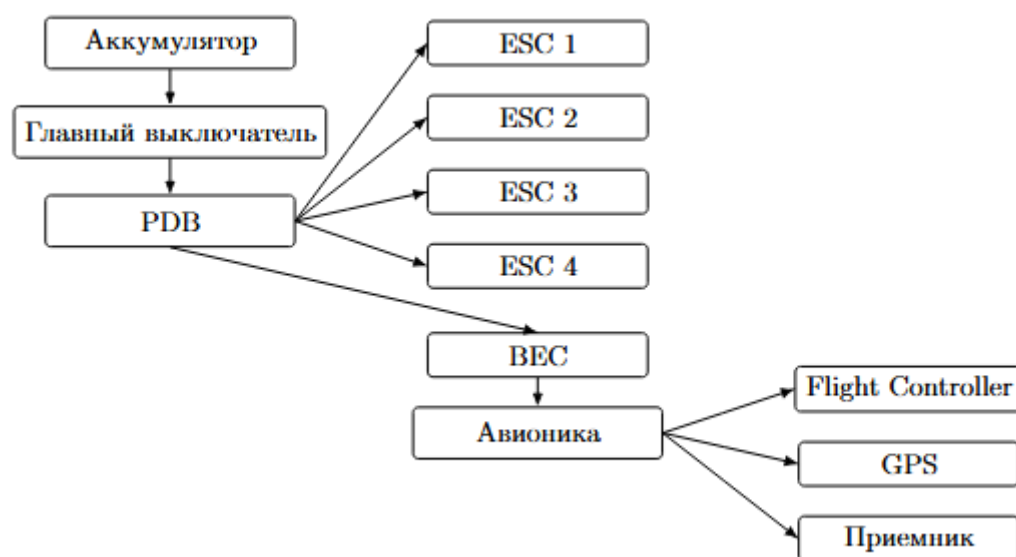 Аккумулятор
Главный выключатель
PDB
ESC 1
ESC 2
ESC 3
ESC 4
BEC
Авионика
Flight Controller
GPS
Приемник